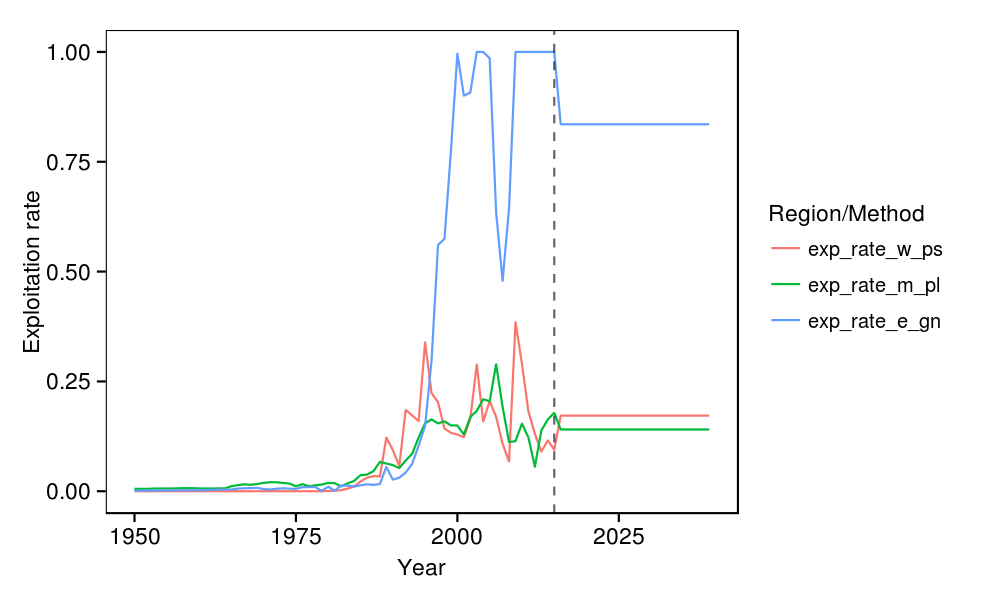 1.00
0.75
0.50
0.25
0.00
Exploitation rate
1950 1975 2000 2025
Year
Region/Method
exp_rate_w_ps
exp_rate_m_pl
exp_rate_e_gn